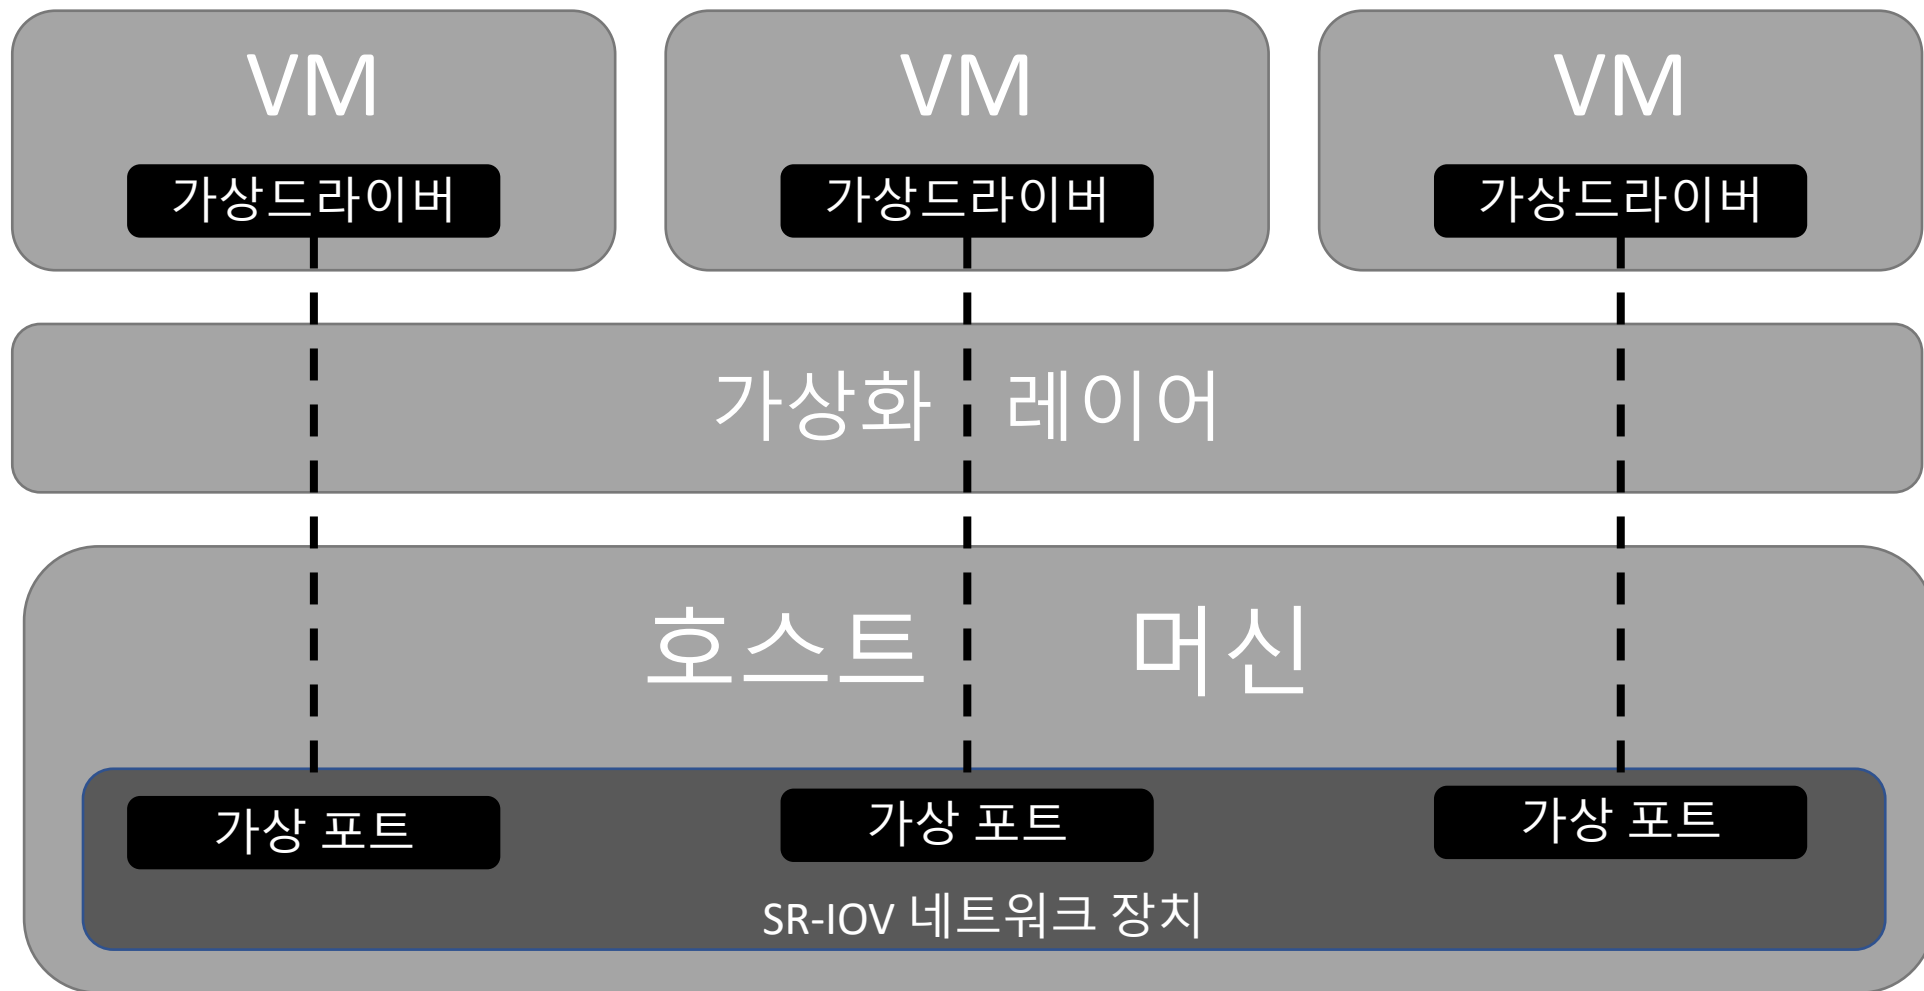 VM
VM
VM
가상드라이버
가상드라이버
가상드라이버
가상화 레이어
호스트 머신
가상 포트
가상 포트
가상 포트
SR-IOV 네트워크 장치